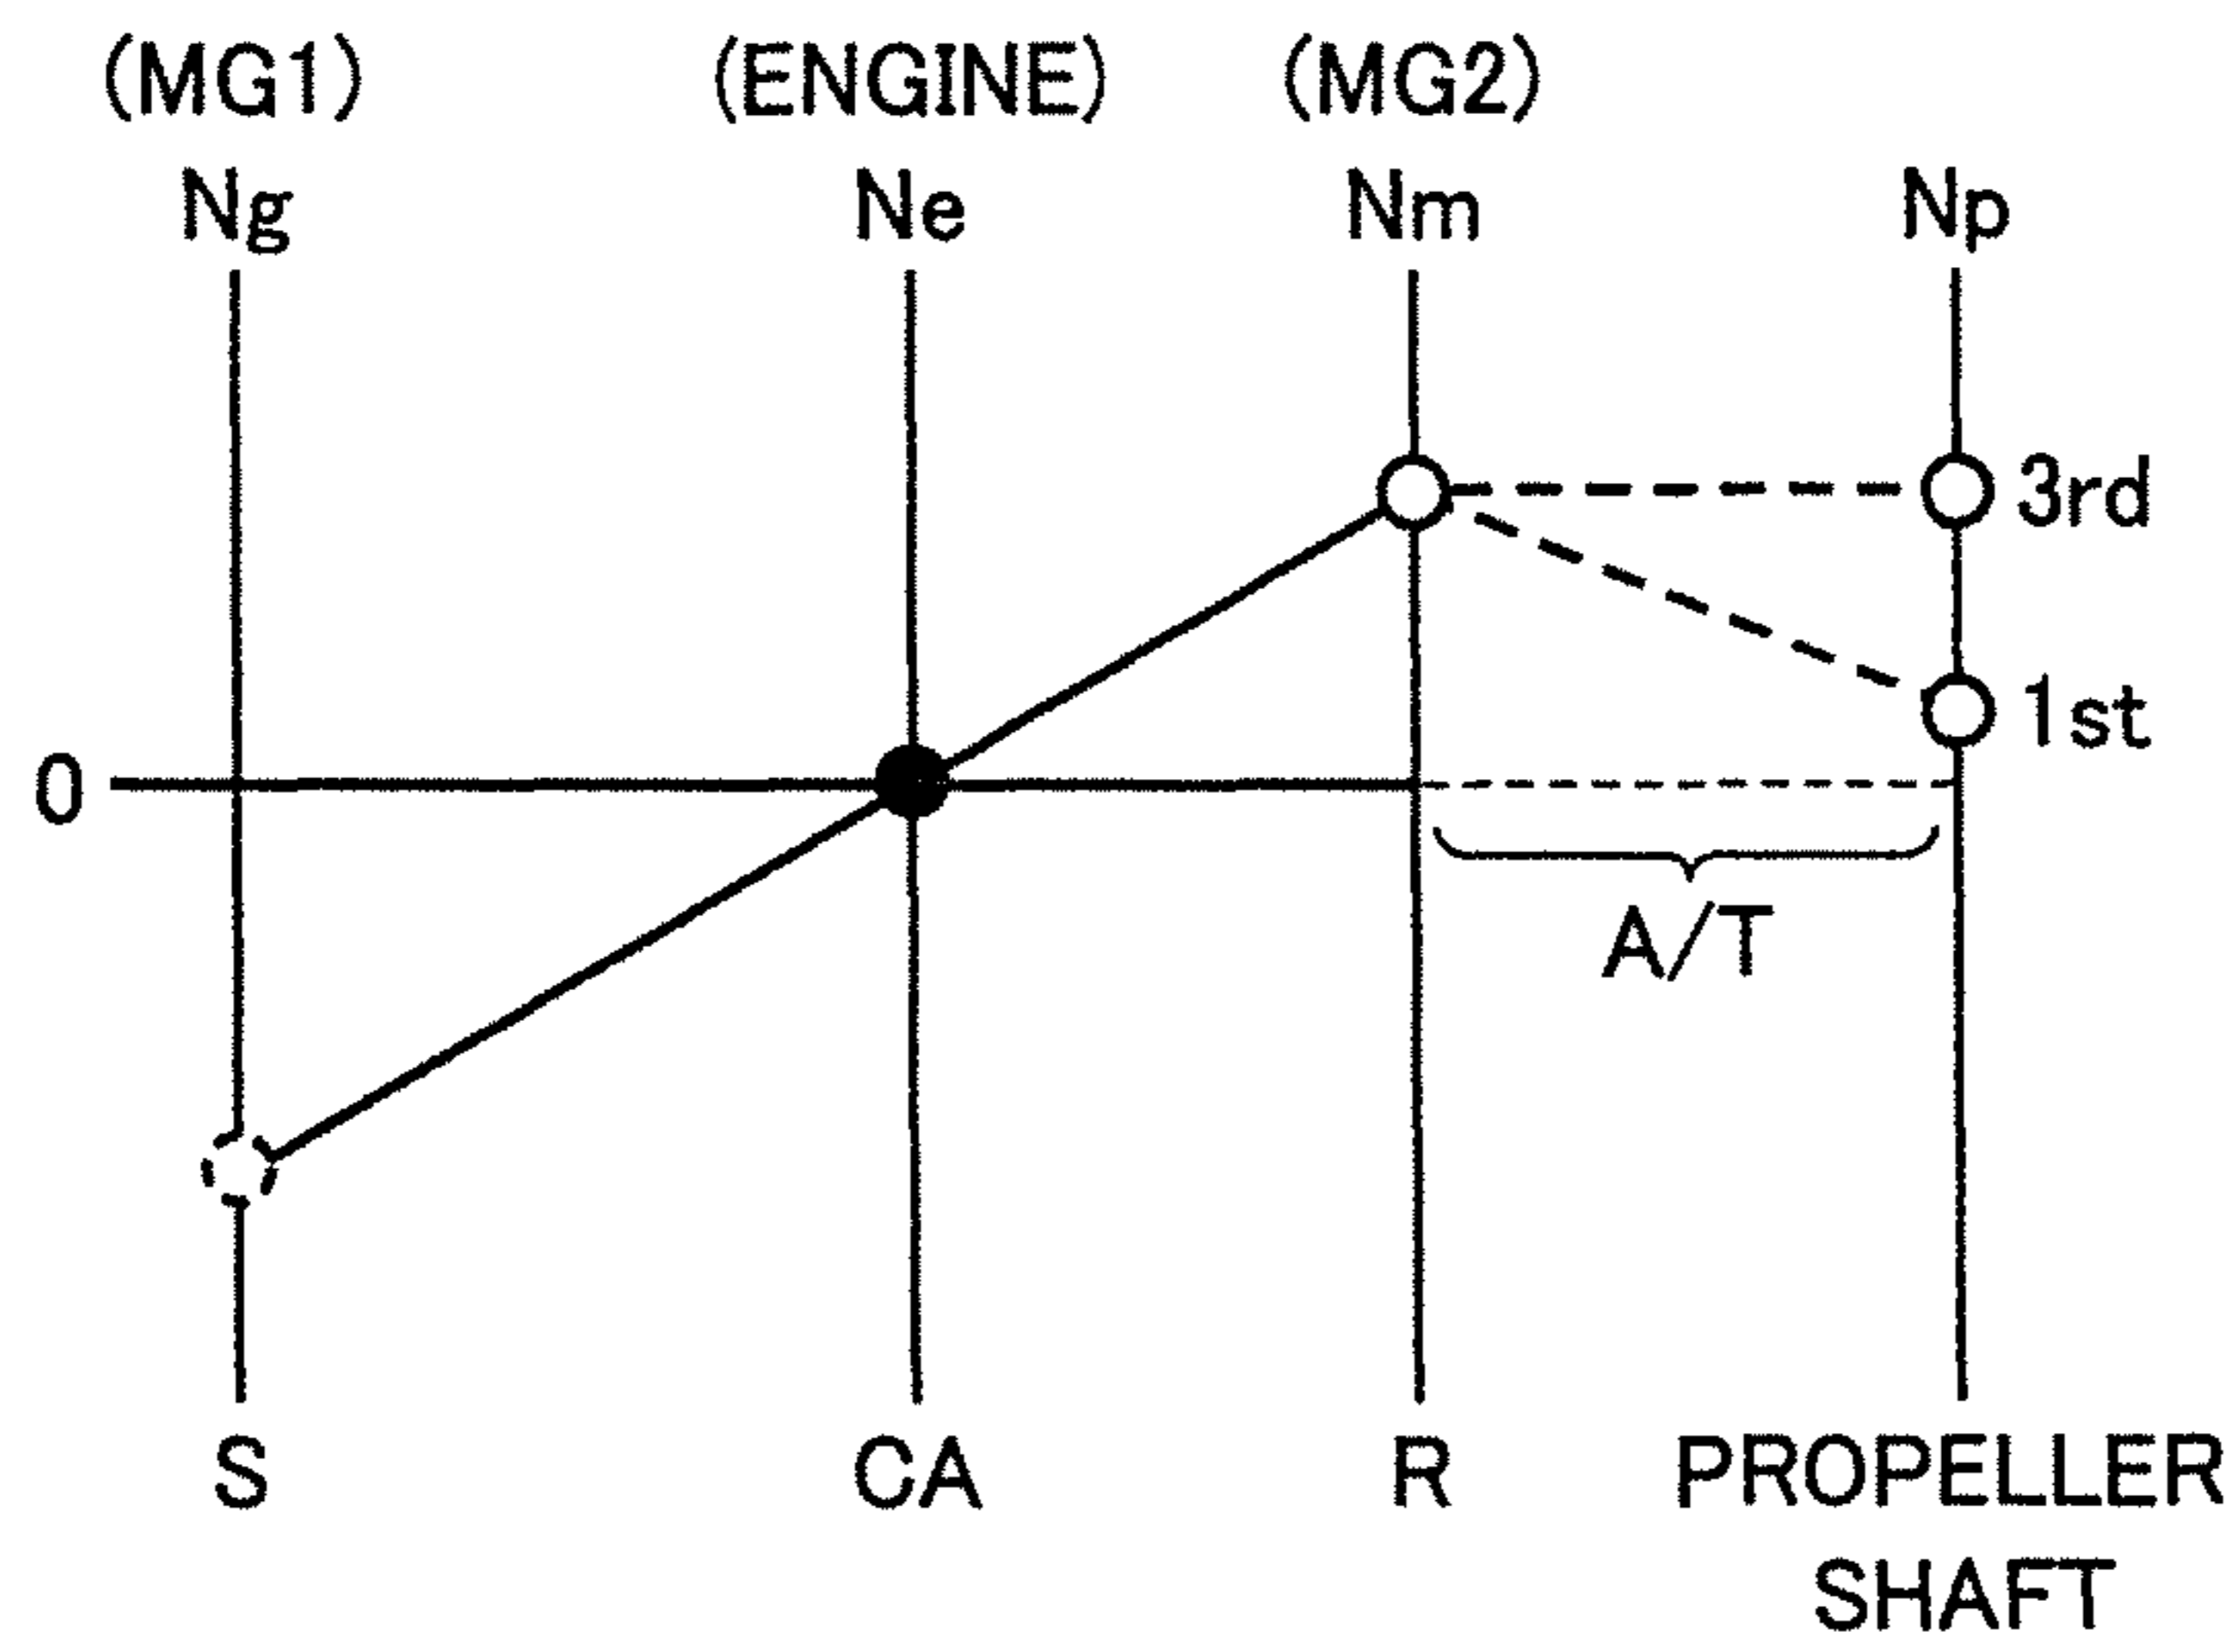 (MG1) (ENGINE) (MG2)
Ng Ne Nm Np
3rd
1st
0
A/T
S CA R PROPELLER
SHAFT